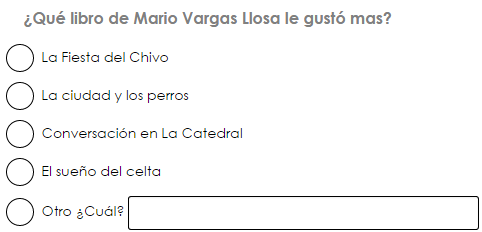 ¿Qué libro de Mario Vargas Llosa le gustó mas?
La Fiesta del Chivo
La ciudad y los perros
Conversación en La Catedral
El sueño del celta
Otro ¿Cuál?